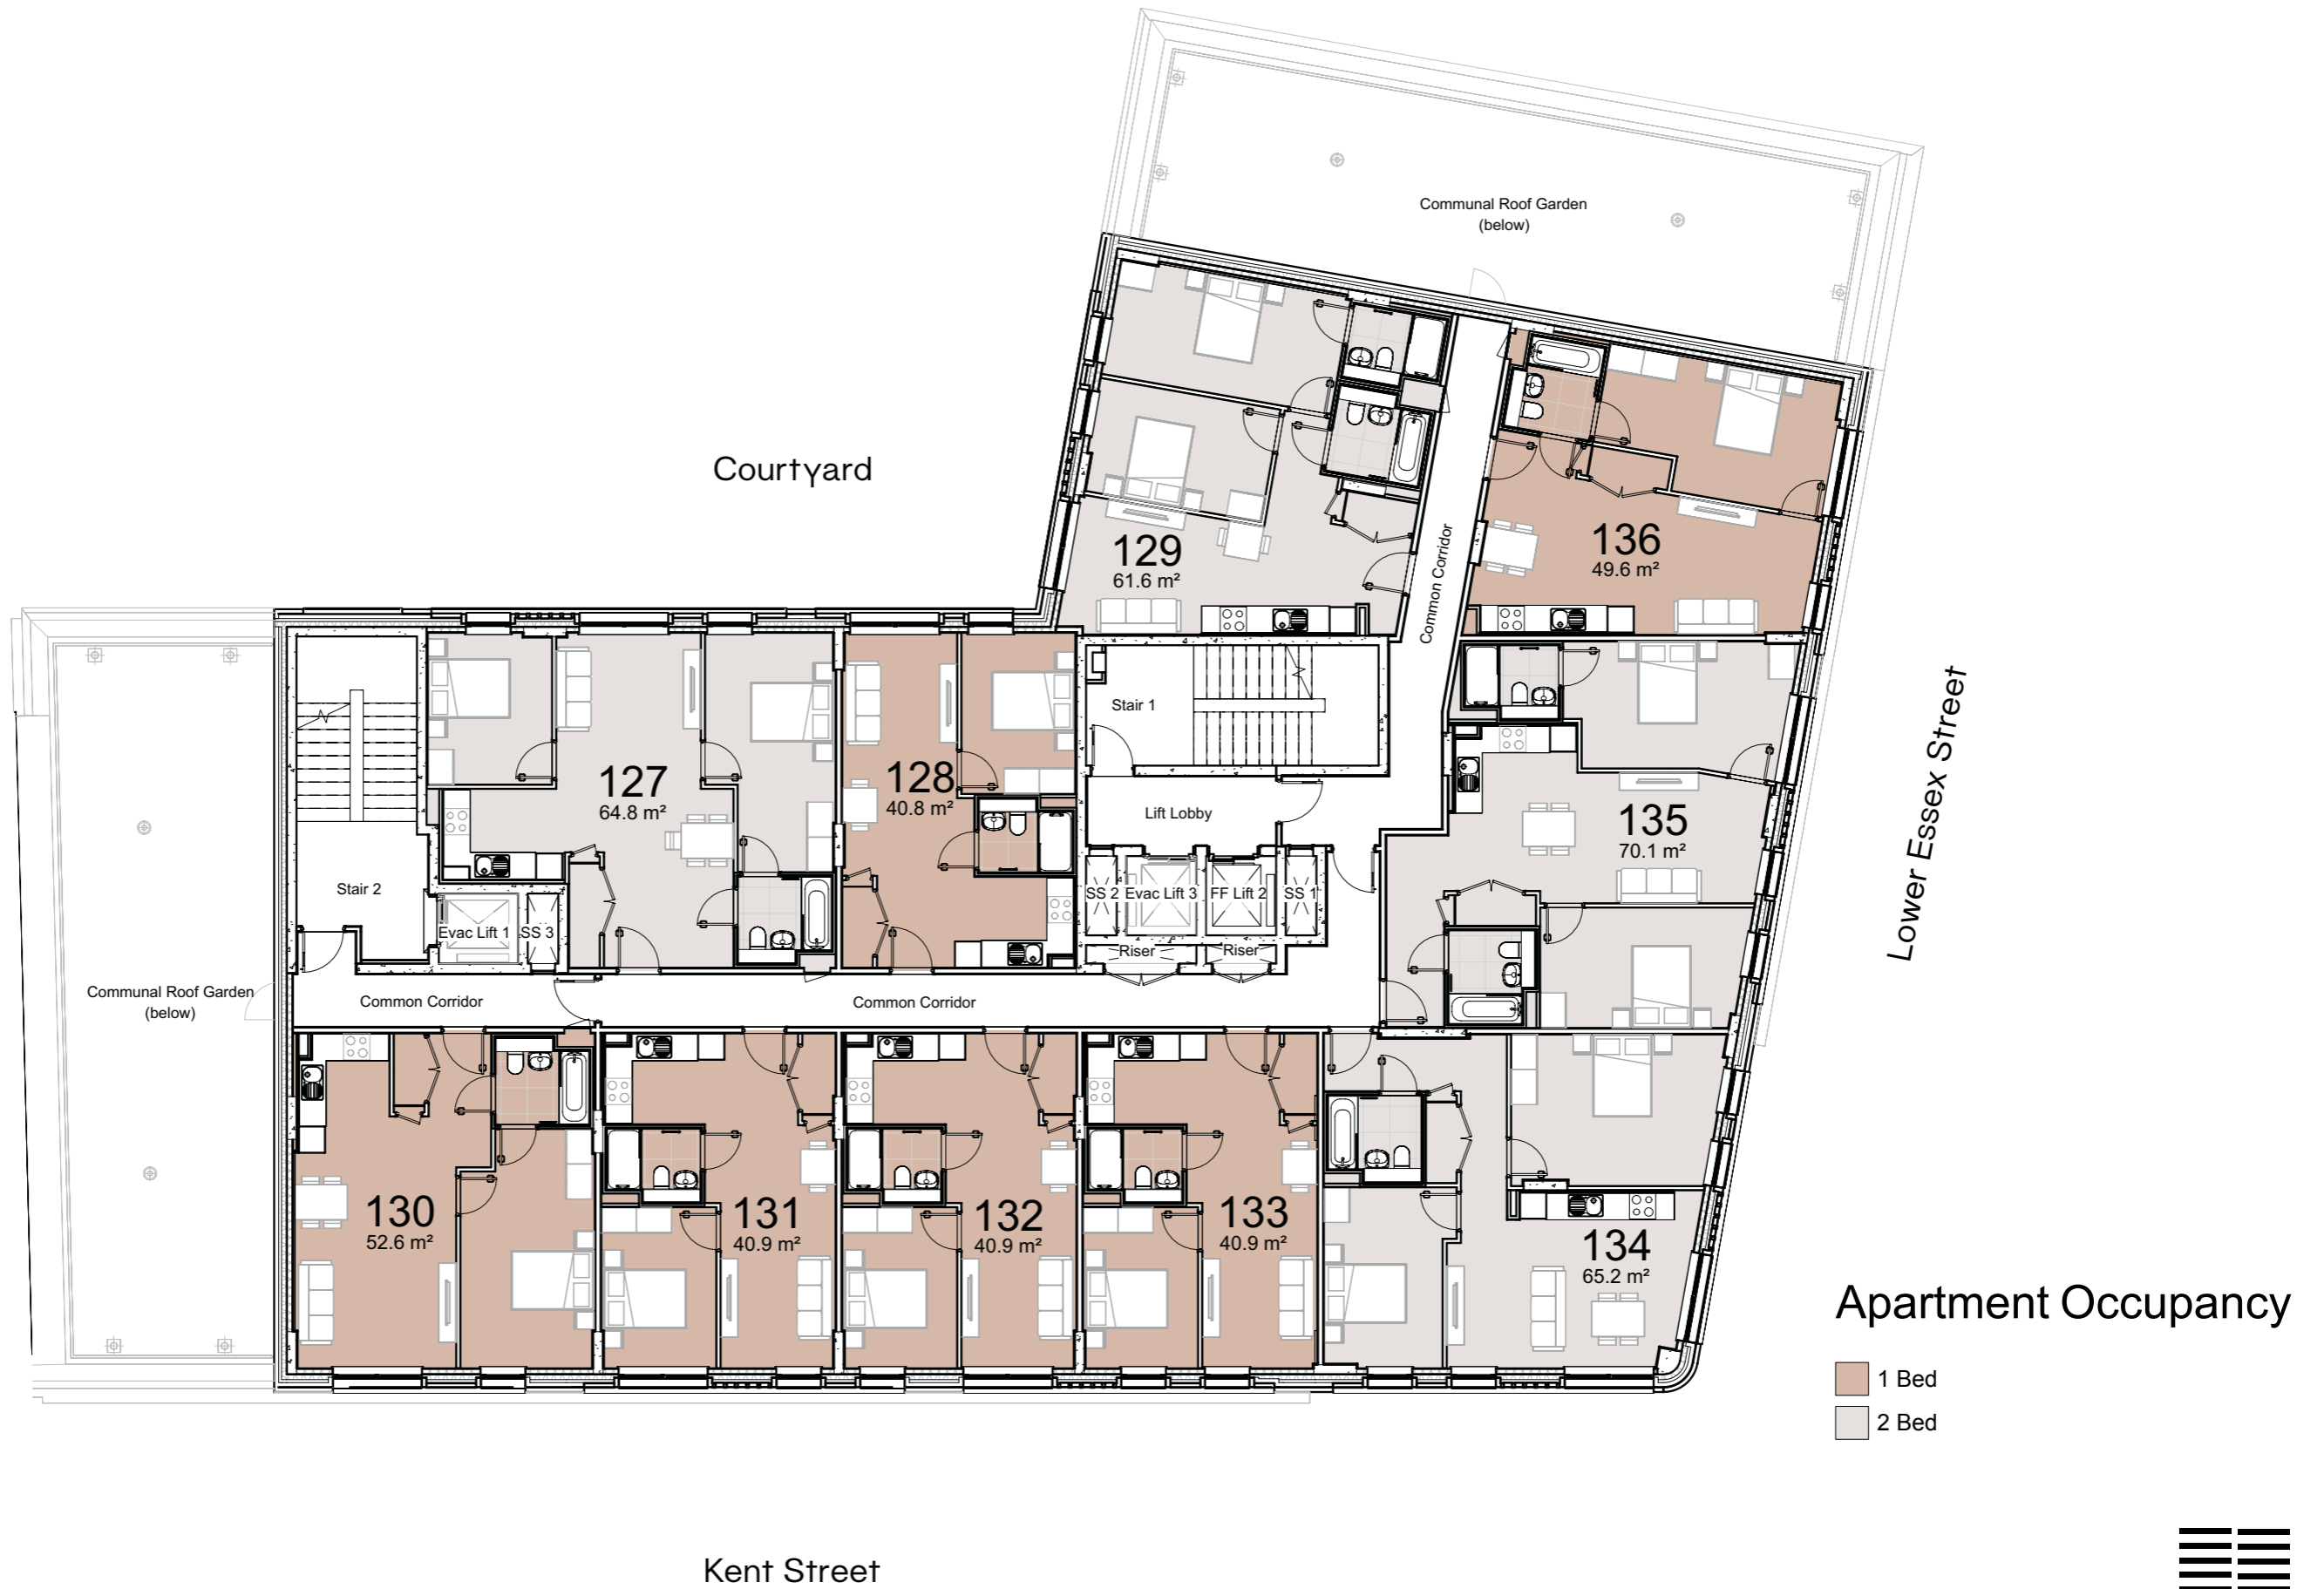 Communal Roof Garden
(below)
Courtyard
129
61.6 m²
136
49.6 m²
Common Corridor
Stair 1
127
64.8 m²
128
40.8 m²
Lift Lobby
135
70.1 m²
Lower Essex Street
Stair 2
SS 2
Evac Lift 3
FF Lift 2
SS 1
Evac Lift 1
SS 3
Riser
Riser
Communal Roof Garden
(below)
Common Corridor
Common Corridor
130
52.6 m²
131
40.9 m²
132
40.9 m²
133
40.9 m²
134
65.2 m²
Apartment Occupancy
1 Bed
2 Bed
Kent Street